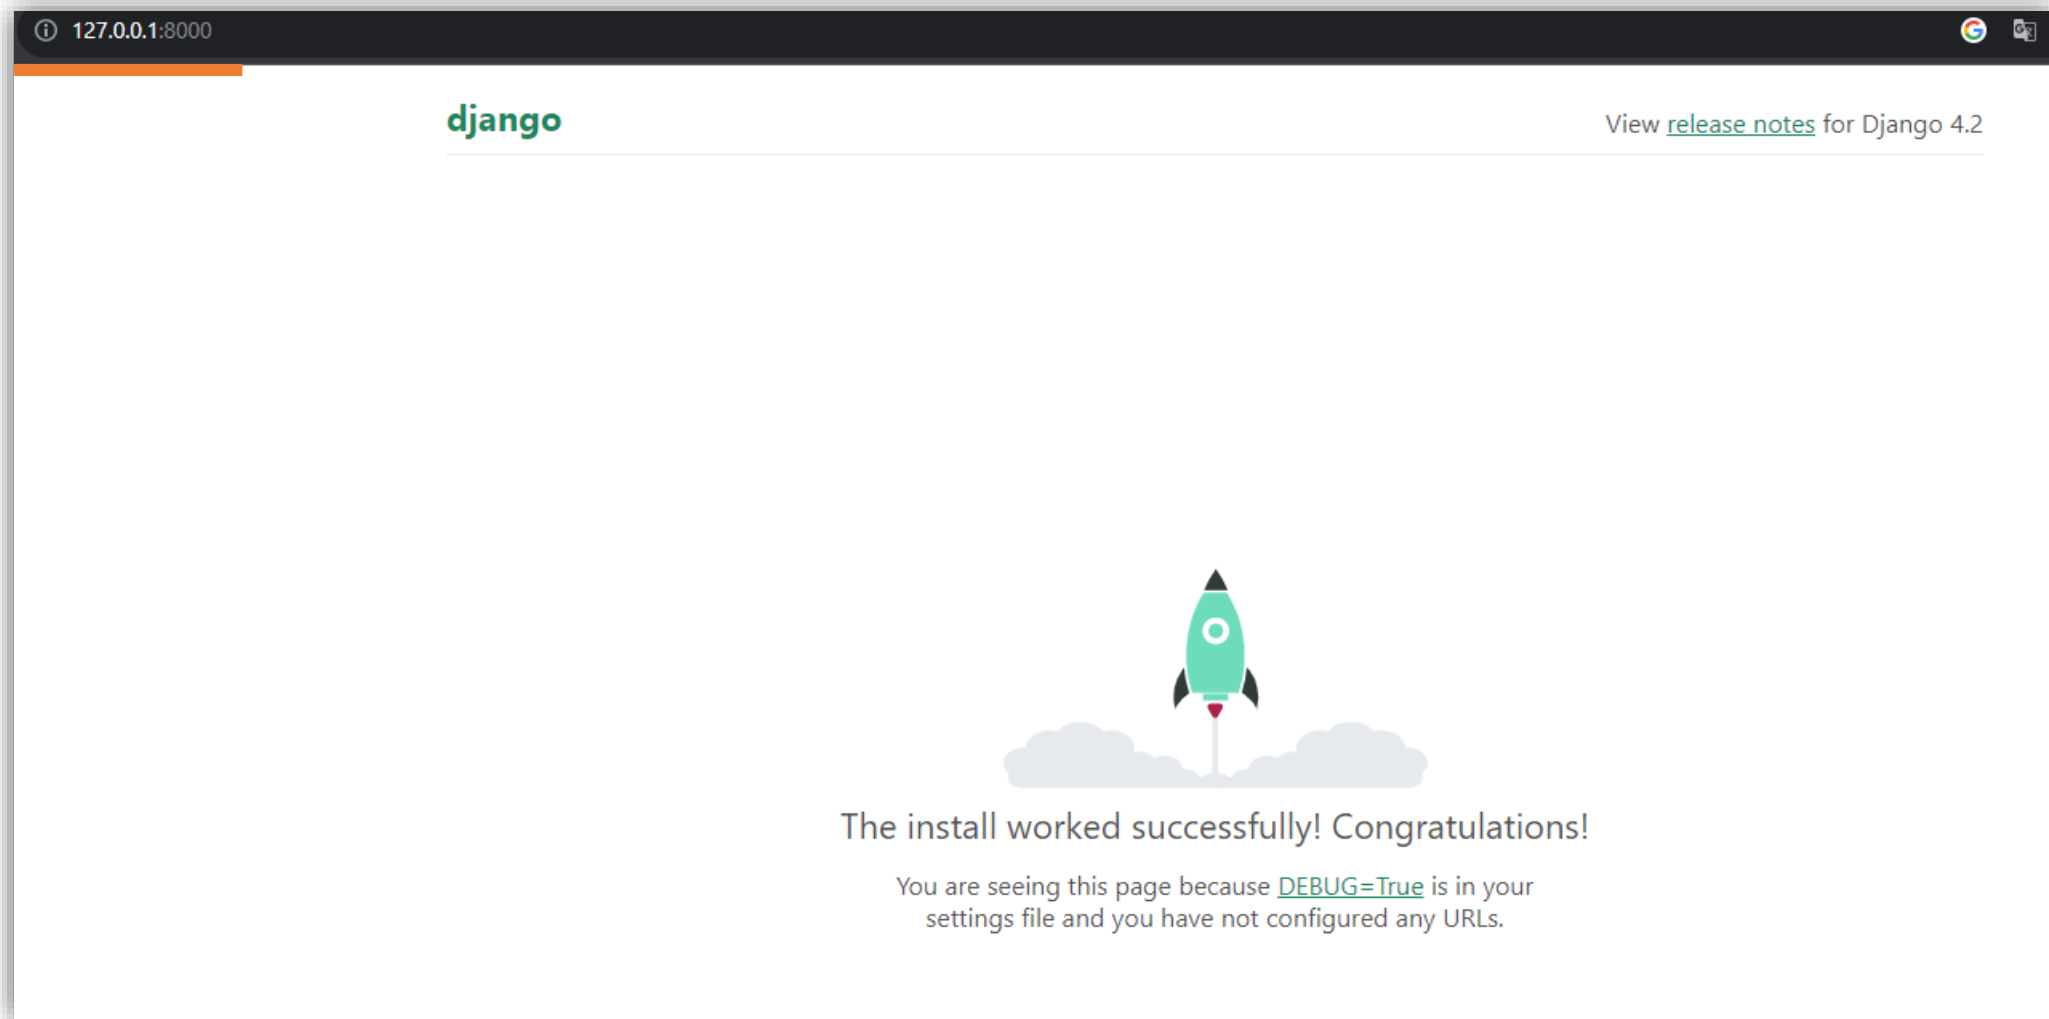 127.0.0.1:8000
django
View release notes for Django 4.2
The install worked successfully! Congratulations!
You are seeing this page because DEBUG=True is in your
settings file and you have not configured any URLs.